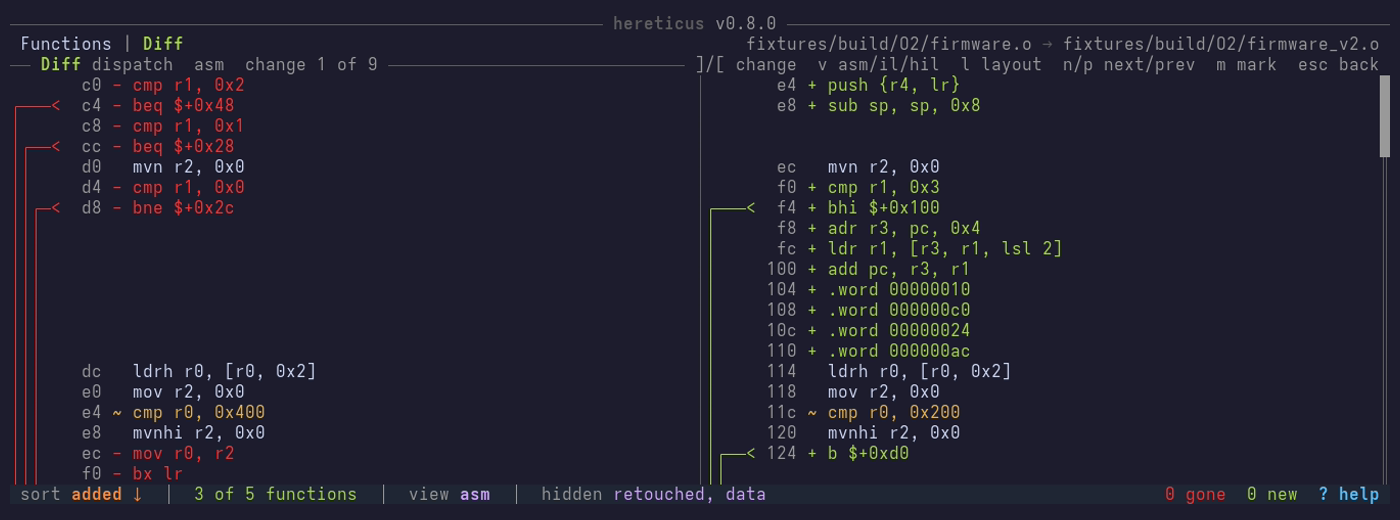 hereticus v0.8.0
Functions | Diff fixtures/build/O2/firmware.o → fixtures/build/O2/firmware_v2.o
Diff dispatch asm change 1 of 9 ]/[ change v asm/il/hil l layout n/p next/prev m mark esc back
c0 - cmp r1, 0x2 e4 + push {r4, lr}
< c4 - beq $+0x48 e8 + sub sp, sp, 0x8
c8 - cmp r1, 0x1
< cc - beq $+0x28
d0 mvn r2, 0x0 ec mvn r2, 0x0
d4 - cmp r1, 0x0 f0 + cmp r1, 0x3
< d8 - bne $+0x2c < f4 + bhi $+0x100
f8 + adr r3, pc, 0x4
fc + ldr r1, [r3, r1, lsl 2]
100 + add pc, r3, r1
104 + .word 00000010
108 + .word 000000c0
10c + .word 00000024
110 + .word 000000ac
dc ldrh r0, [r0, 0x2] 114 ldrh r0, [r0, 0x2]
e0 mov r2, 0x0 118 mov r2, 0x0
e4 ~ cmp r0, 0x400 11c ~ cmp r0, 0x200
e8 mvnhi r2, 0x0 120 mvnhi r2, 0x0
ec - mov r0, r2 < 124 + b $+0xd0
f0 - bx lr
sort added ↓ │ 3 of 5 functions │ view asm │ hidden retouched, data 0 gone 0 new ? help